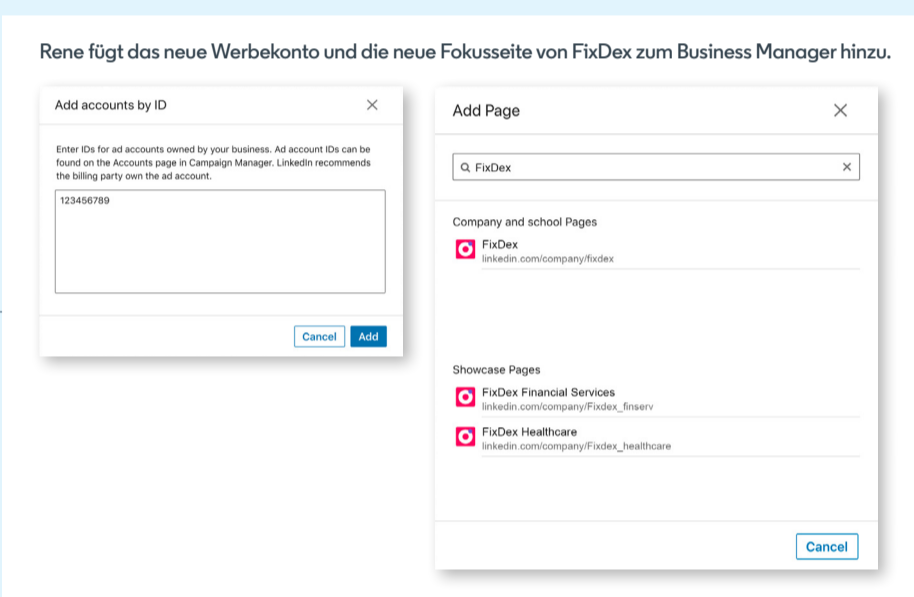 Rene fügt das neue Werbekonto und die neue Fokusseite von FixDex zum Business Manager hinzu.
Add accounts by ID
Enter IDs for ad accounts owned by your business. Ad account IDs can be
found on the Accounts page in Campaign Manager. LinkedIn recommends
the billing party own the ad account.
123456789
Cancel
Add
Add Page
FixDex
Company and school Pages
FixDex
linkedin.com/company/fixdex
Showcase Pages
FixDex Financial Services
linkedin.com/company/Fixdex_finserv
FixDex Healthcare
linkedin.com/company/Fixdex_healthcare
Cancel